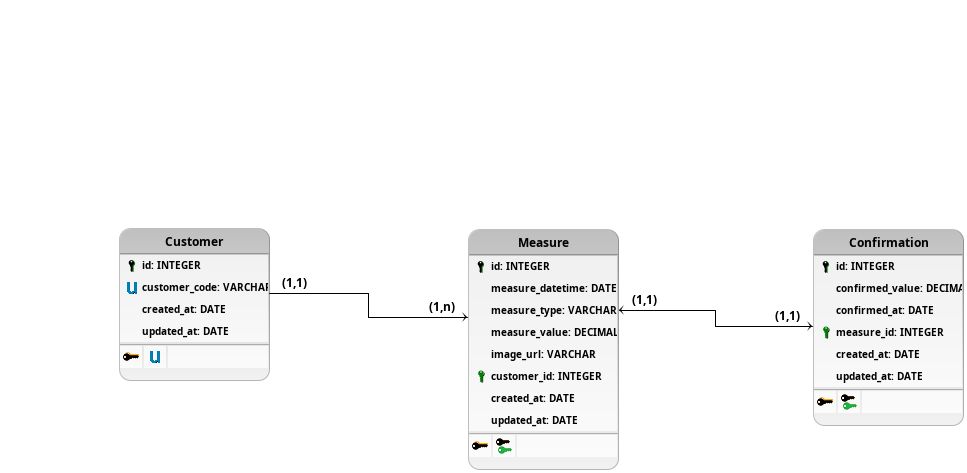 Customer
id: INTEGER
customer_code: VARCHAR
created_at: DATE
updated_at: DATE
(1,1)
(1,n)
Measure
id: INTEGER
measure_datetime: DATE
measure_type: VARCHAR
measure_value: DECIMAL
image_url: VARCHAR
customer_id: INTEGER
created_at: DATE
updated_at: DATE
(1,1)
(1,1)
Confirmation
id: INTEGER
confirmed_value: DECIMA
confirmed_at: DATE
measure_id: INTEGER
created_at: DATE
updated_at: DATE